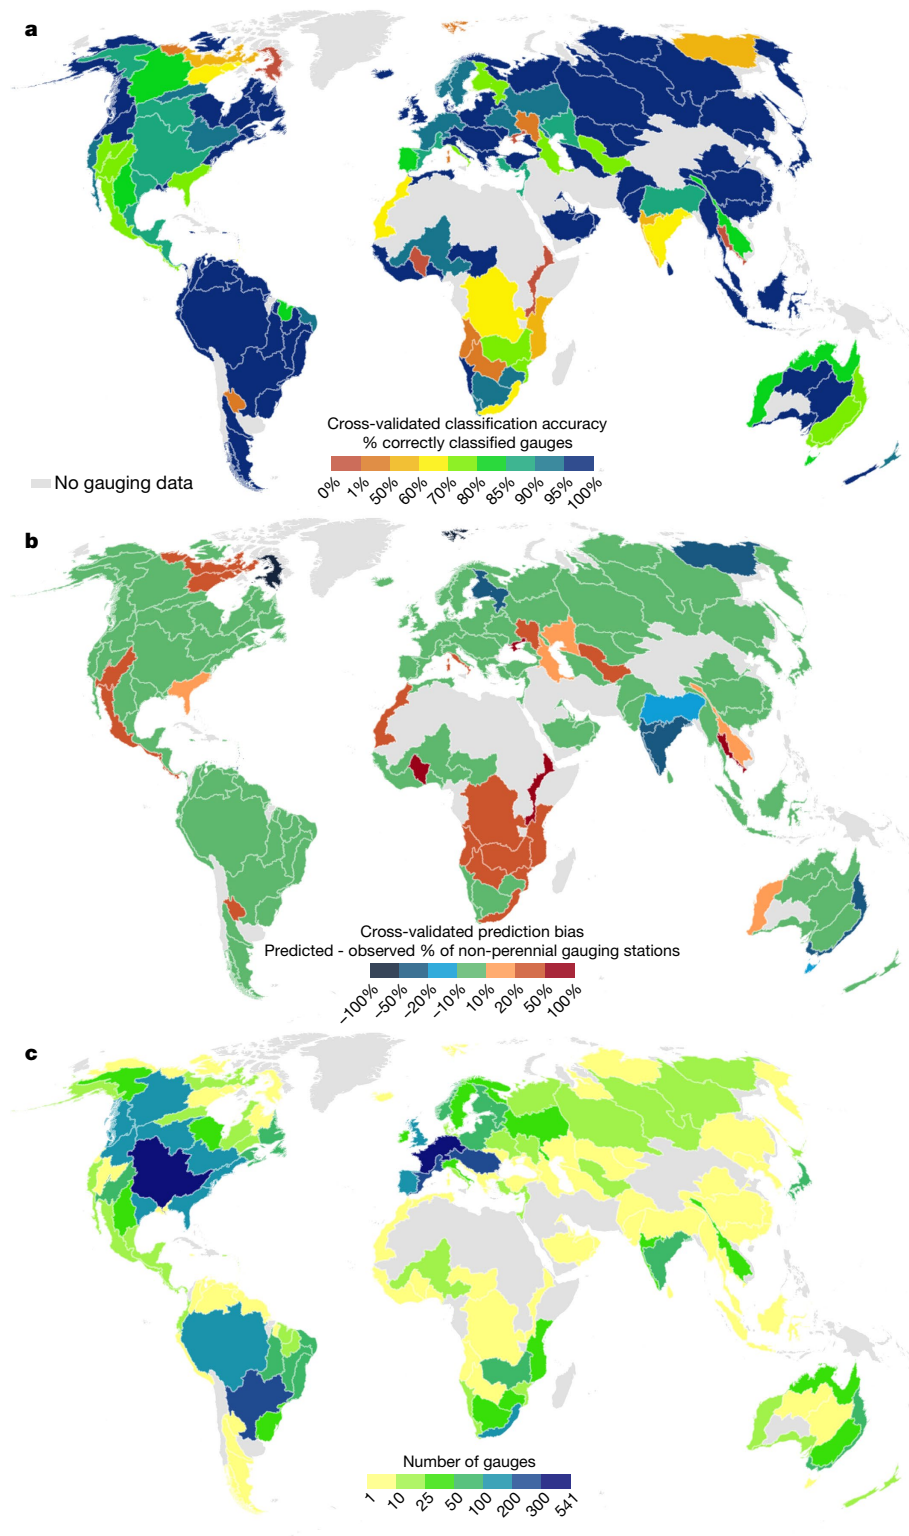 a
Cross-validated classification accuracy
% correctly classified gauges
No gauging data
0% 1% 50% 60% 70% 80% 85% 90% 95% 100%
b
Cross-validated prediction bias
Predicted - observed % of non-perennial gauging stations
−100% −50% −20% −10% 10% 20% 50% 100%
c
Number of gauges
1 10 25 50 100 200 300 541